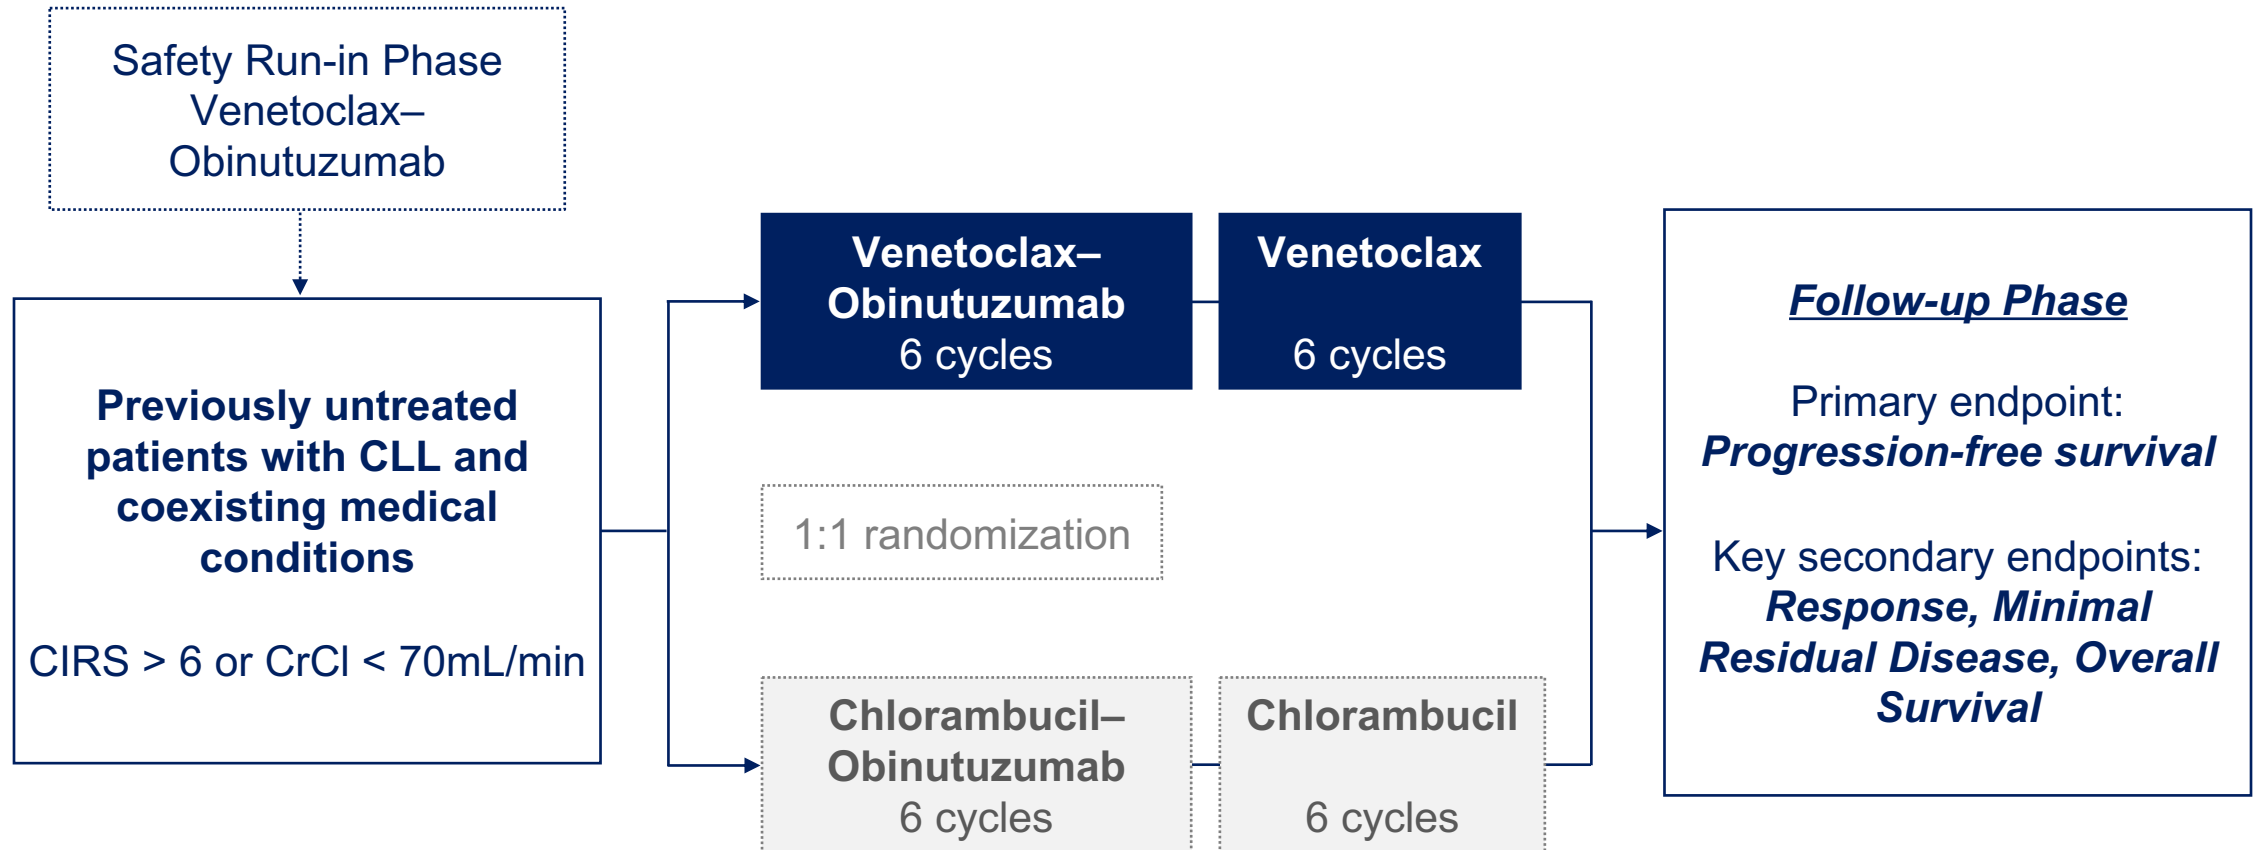 Safety Run-in Phase
Venetoclax–
Obinutuzumab
Previously untreated
patients with CLL and
coexisting medical
conditions
CIRS > 6 or CrCl < 70mL/min
Venetoclax–
Obinutuzumab
6 cycles
Venetoclax
6 cycles
1:1 randomization
Chlorambucil–
Obinutuzumab
6 cycles
Chlorambucil
6 cycles
Follow-up Phase
Primary endpoint:
Progression-free survival
Key secondary endpoints:
Response, Minimal
Residual Disease, Overall
Survival